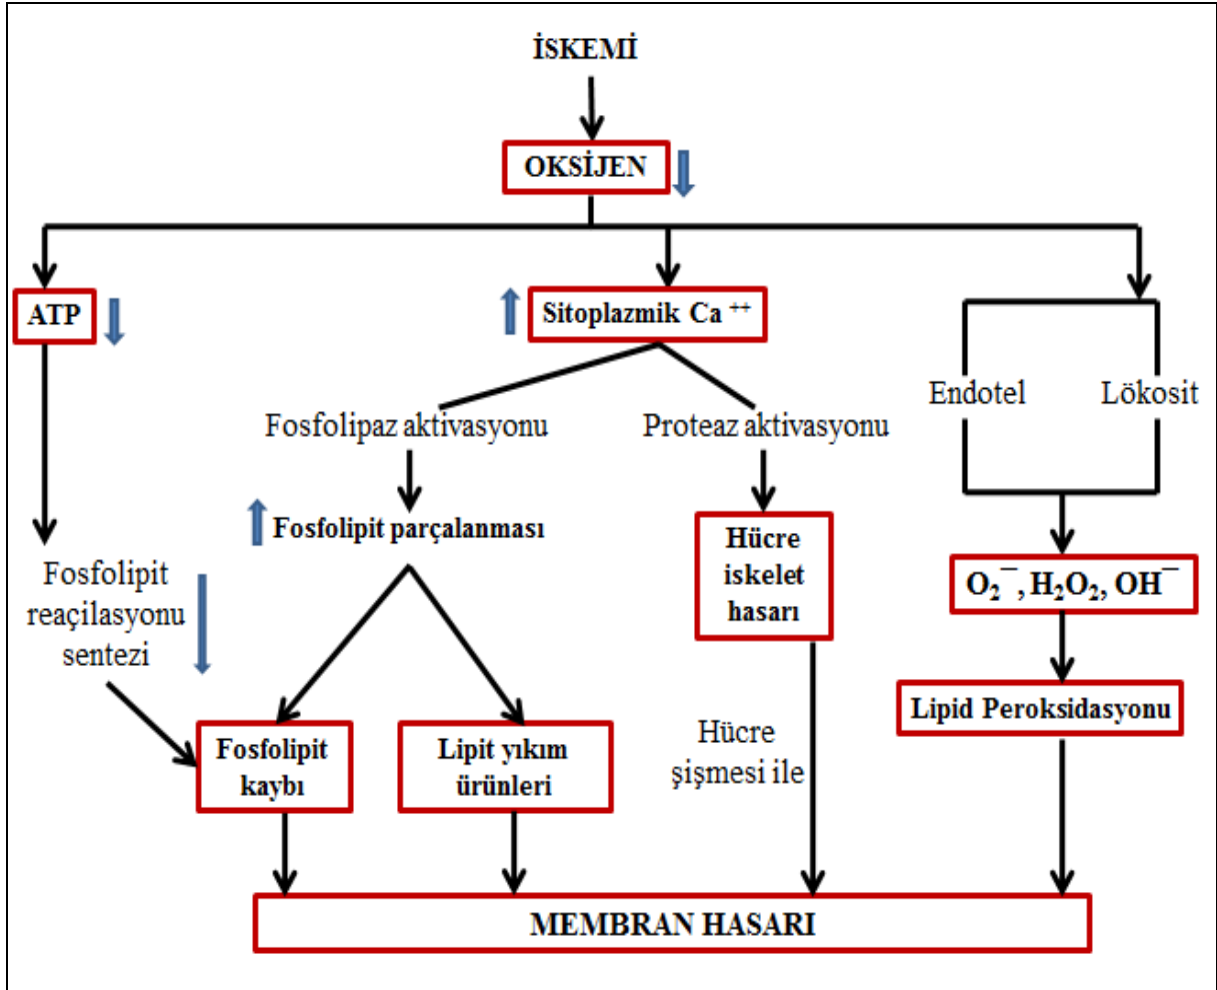 İSKEMİ
OKSİJEN
ATP
Sitoplazmik Ca ++
Endotel
Lökosit
Fosfolipaz aktivasyonu
Proteaz aktivasyonu
Fosfolipit parçalanması
Hücre
iskelet
hasarı
Fosfolipit
reaçilasyonu
sentezi
O₂¯, H₂O₂, OH¯
Lipid Peroksidasyonu
Fosfolipit
kaybı
Lipit yıkım
ürünleri
Hücre
şişmesi ile
MEMBRAN HASARI